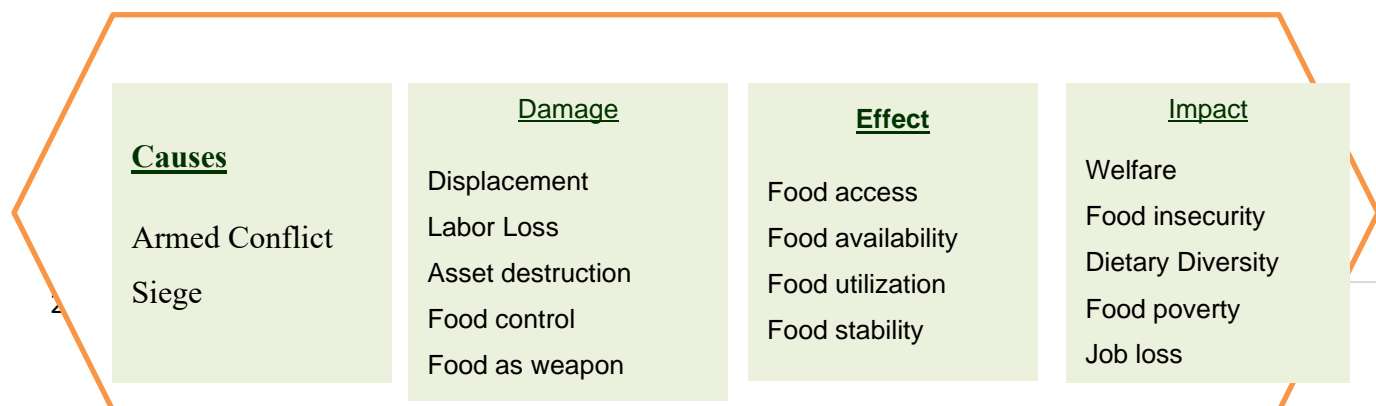 Causes
Armed Conflict
Siege
Damage
Displacement
Labor Loss
Asset destruction
Food control
Food as weapon
Effect
Food access
Food availability
Food utilization
Food stability
Impact
Welfare
Food insecurity
Dietary Diversity
Food poverty
Job loss